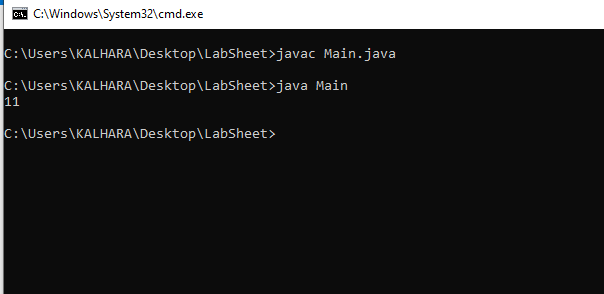 C:\Windows\System32\cmd.exe
C:\Users\KALHARA\Desktop\LabSheet>javac Main.java
C:\Users\KALHARA\Desktop\LabSheet>java Main
11
C:\Users\KALHARA\Desktop\LabSheet>